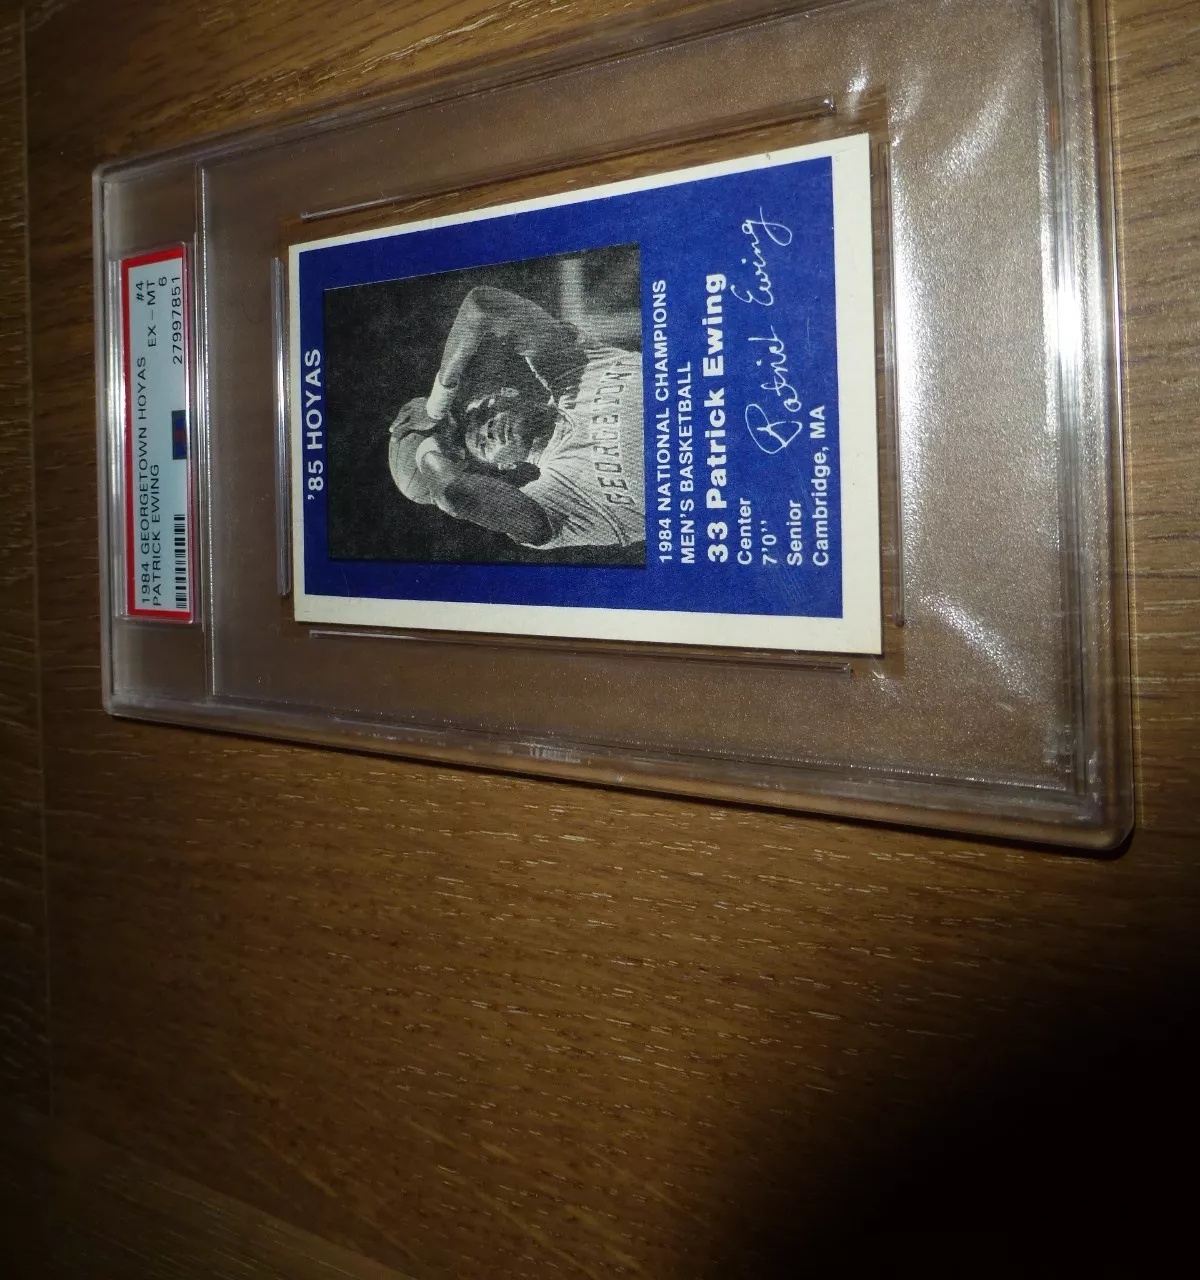 1984 GEORGETOWN HOYAS #4
PATRICK EWING EX - MT
6
27997851
'85 HOYAS
GEORGETOWN
1984 NATIONAL CHAMPIONS
MEN'S BASKETBALL
33 Patrick Ewing
Center
7'0''
Senior
Cambridge, MA
Patrick Ewing